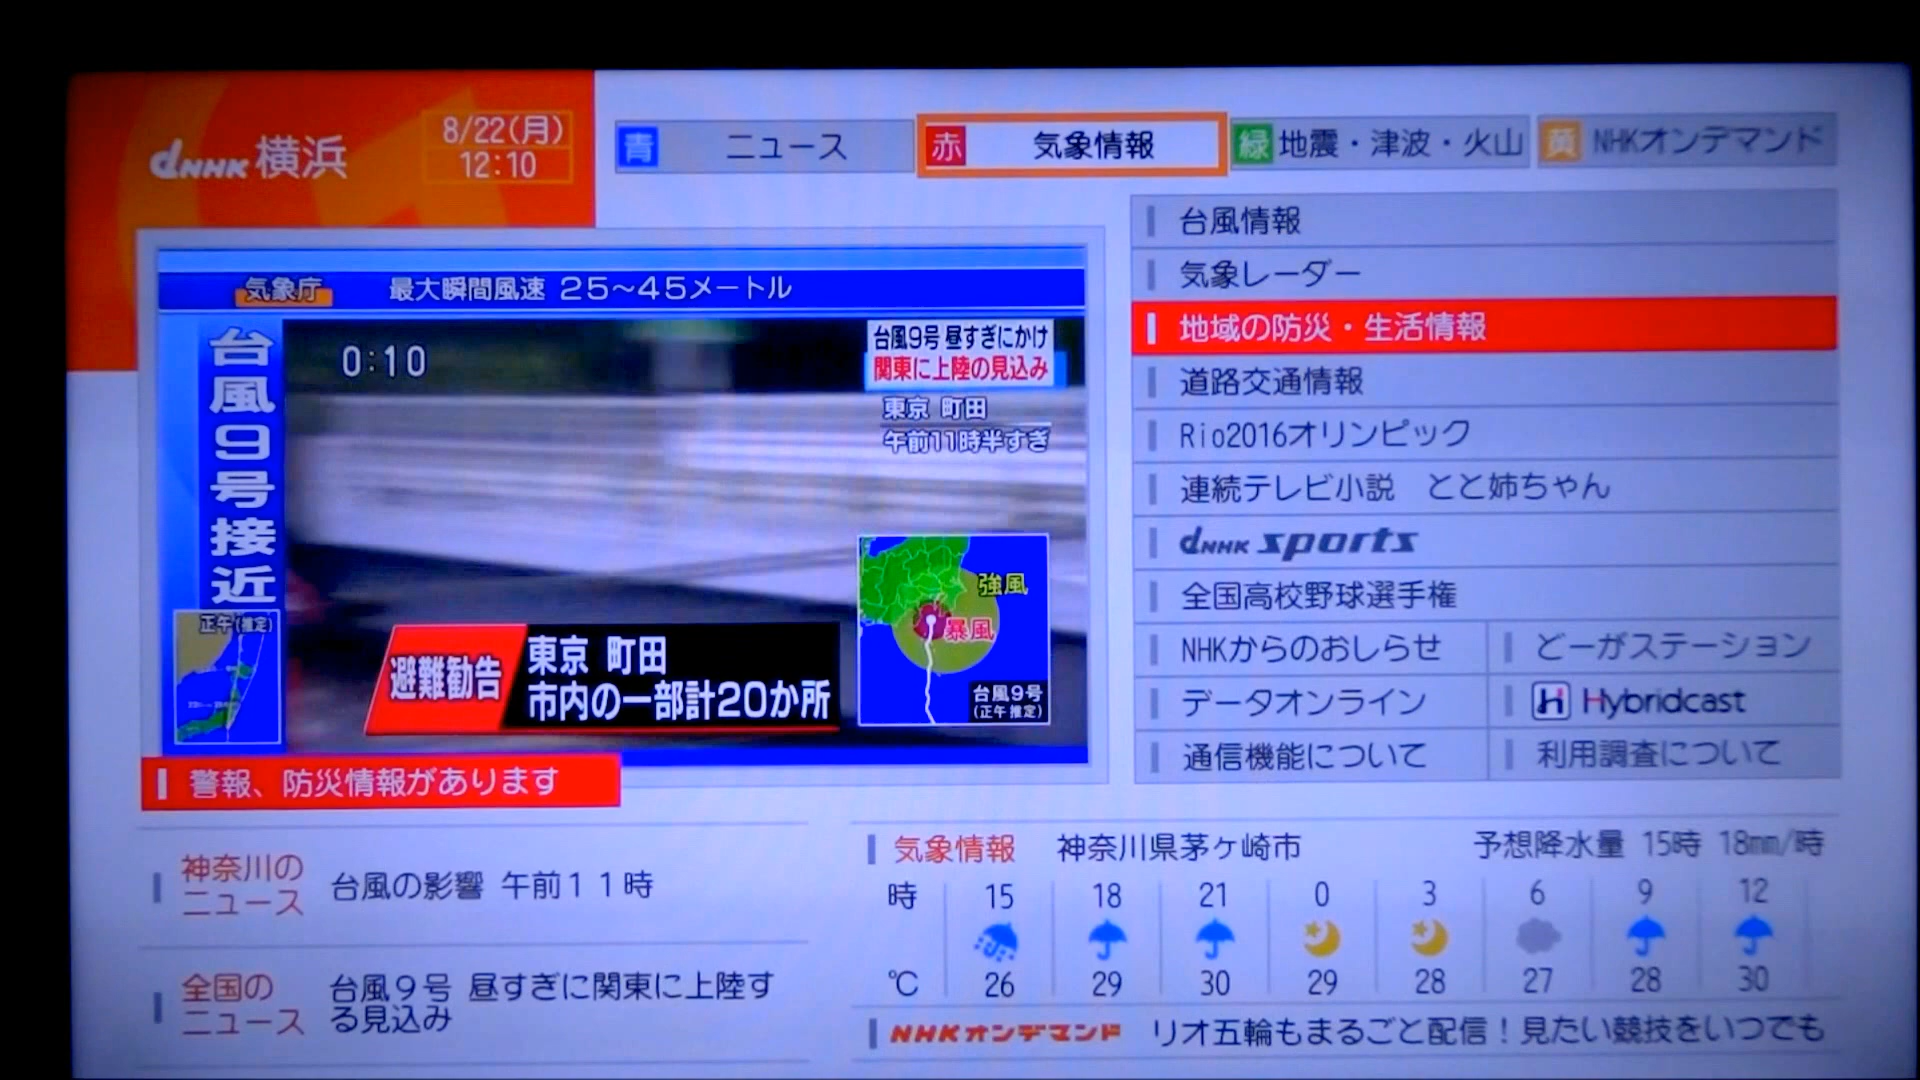 dNHK 横浜
8/22(月)
12:10
青 ニュース
赤 気象情報
緑 地震・津波・火山
黄 NHKオンデマンド
気象庁 最大瞬間風速 25～45メートル
台風9号接近
0:10
台風9号 昼すぎにかけ
関東に上陸の見込み
東京 町田
午前11時半すぎ
正午(推定)
強風
暴風
台風9号
(正午推定)
避難勧告
東京 町田
市内の一部計20か所
警報、防災情報があります
台風情報
気象レーダー
地域の防災・生活情報
道路交通情報
Rio2016オリンピック
連続テレビ小説 とと姉ちゃん
dNHK sports
全国高校野球選手権
NHKからのおしらせ
どーがステーション
データオンライン
H Hybridcast
通信機能について
利用調査について
神奈川の
ニュース
台風の影響 午前11時
全国の
ニュース
台風9号 昼すぎに関東に上陸す
る見込み
気象情報 神奈川県茅ヶ崎市 予想降水量 15時 18mm/時
時 15 18 21 0 3 6 9 12
℃ 26 29 30 29 28 27 28 30
NHKオンデマンド リオ五輪もまるごと配信！見たい競技をいつでも